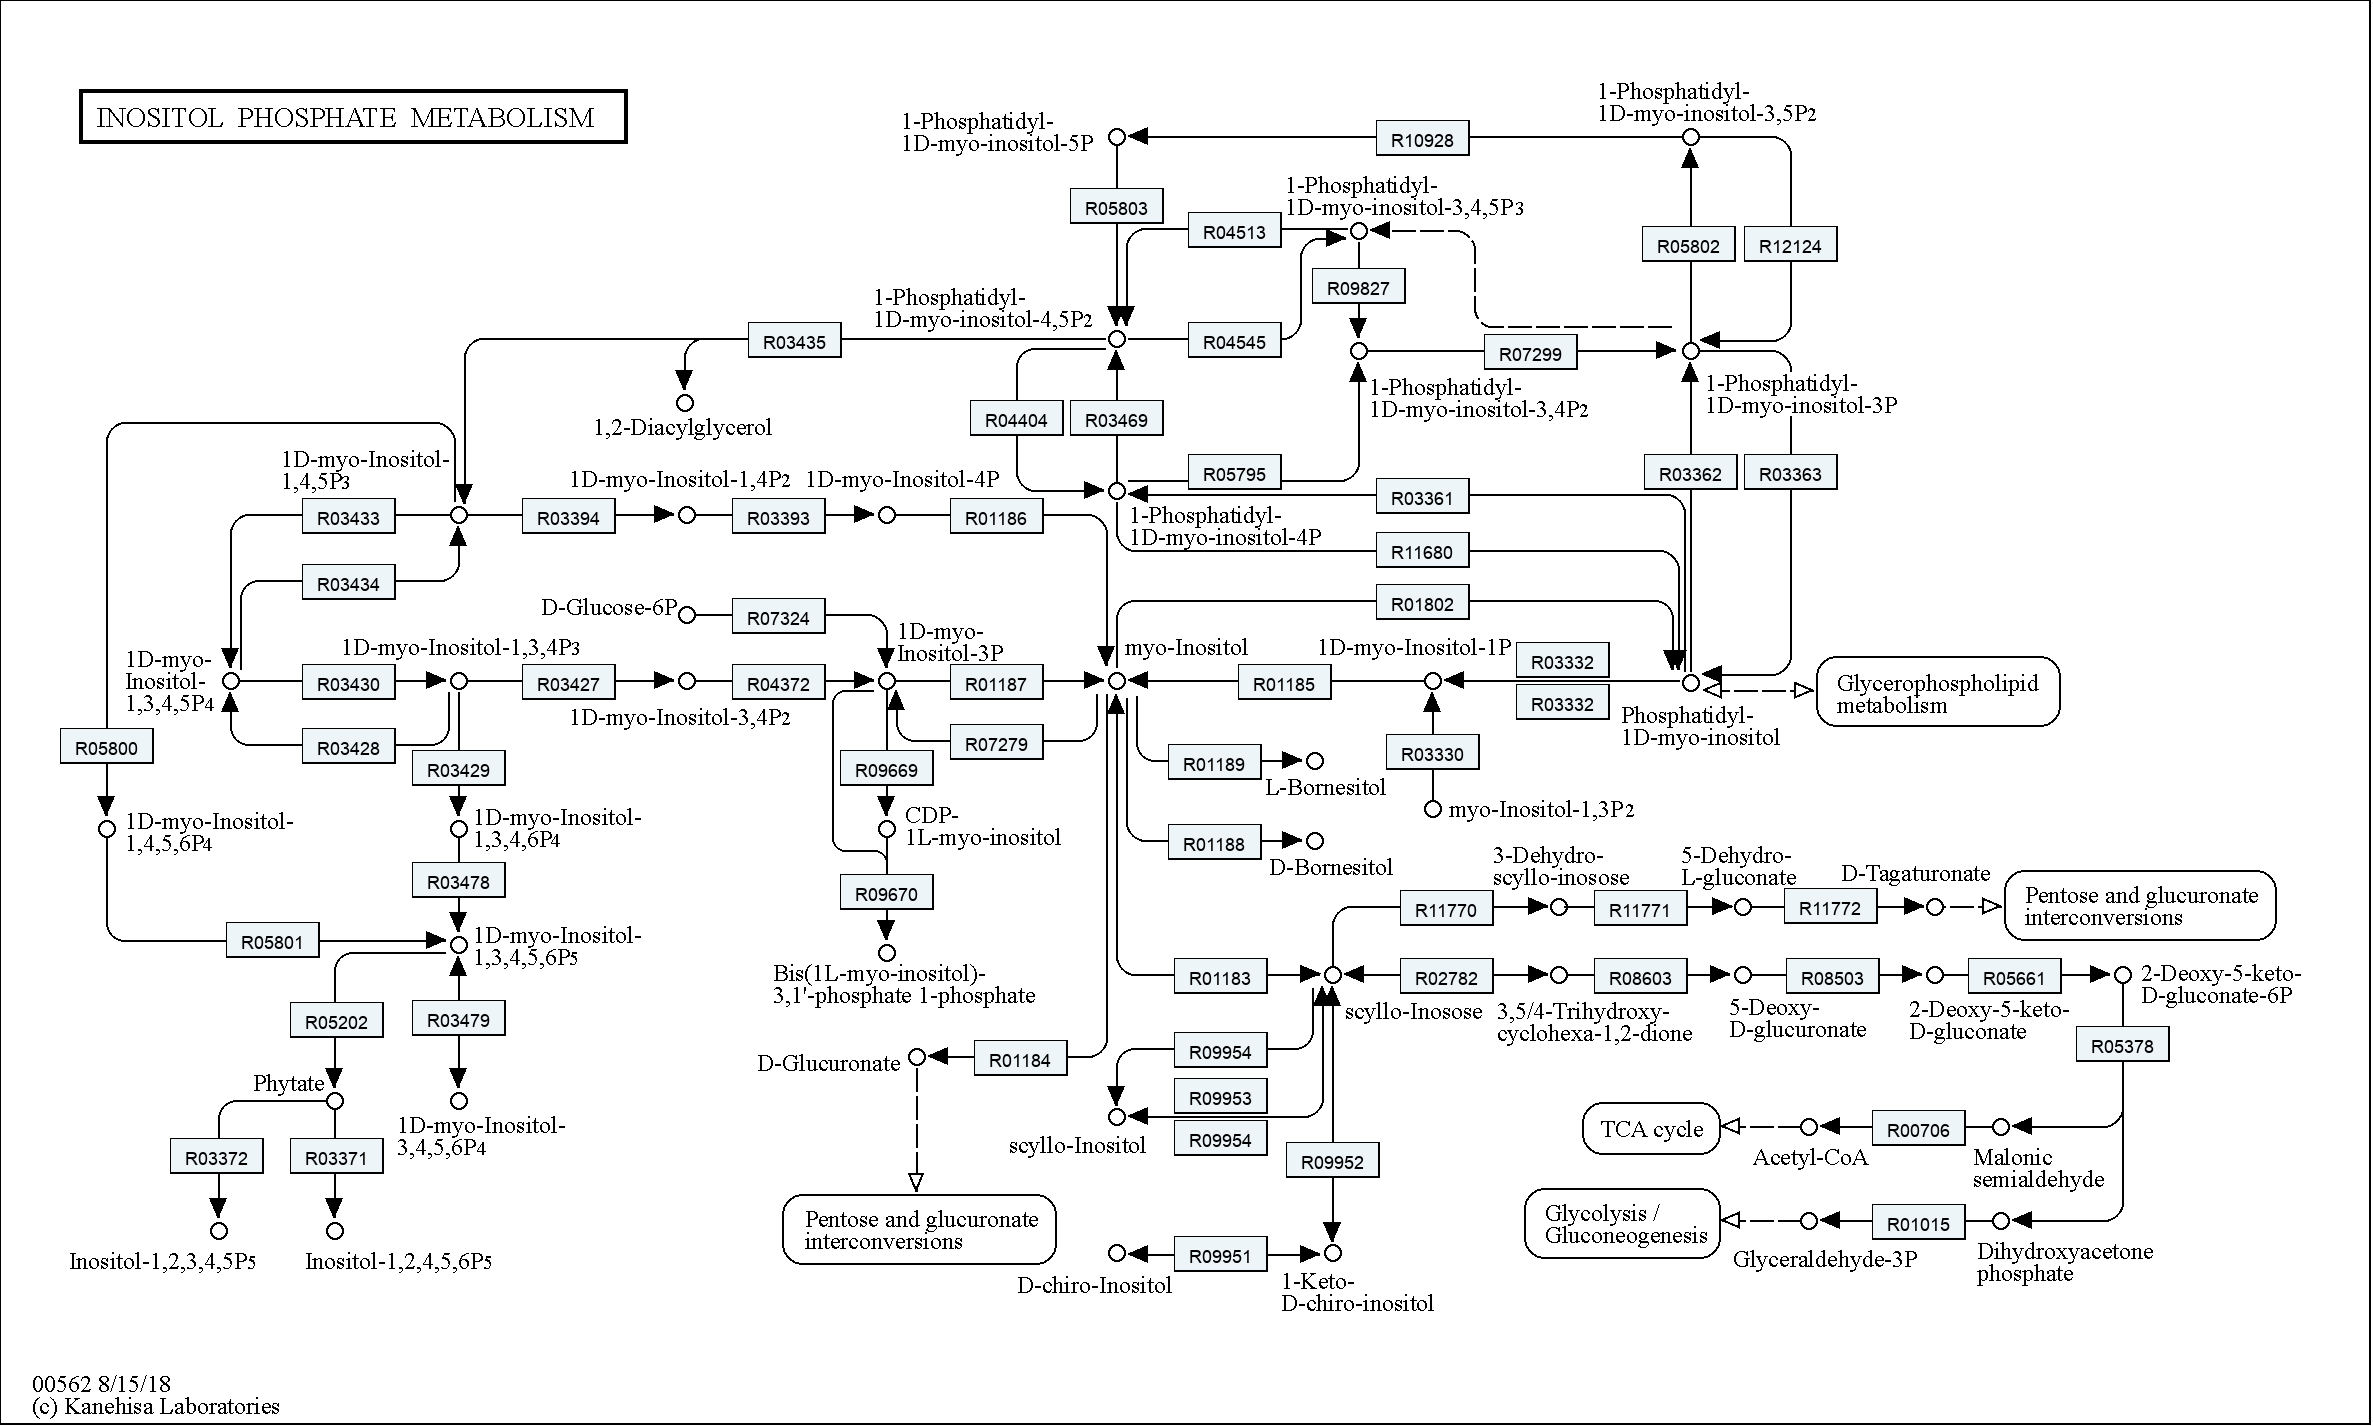 INOSITOL PHOSPHATE METABOLISM
1-Phosphatidyl-
1D-myo-inositol-5P
R10928
1-Phosphatidyl-
1D-myo-inositol-3,5P2
R05803
R04513
1-Phosphatidyl-
1D-myo-inositol-3,4,5P3
R05802
R12124
R09827
1-Phosphatidyl-
1D-myo-inositol-4,5P2
R03435
R04545
R07299
1,2-Diacylglycerol
R04404
R03469
1-Phosphatidyl-
1D-myo-inositol-3,4P2
1-Phosphatidyl-
1D-myo-inositol-3P
1D-myo-Inositol-
1,4,5P3
1D-myo-Inositol-1,4P2
1D-myo-Inositol-4P
R05795
R03361
R03362
R03363
R03433
R03394
R03393
R01186
1-Phosphatidyl-
1D-myo-inositol-4P
R11680
R03434
R01802
D-Glucose-6P
R07324
1D-myo-
Inositol-3P
myo-Inositol
1D-myo-Inositol-1P
R03332
R03332
1D-myo-
Inositol-
1,3,4,5P4
1D-myo-Inositol-1,3,4P3
R03430
R03427
R04372
R01187
R01185
1D-myo-Inositol-3,4P2
Phosphatidyl-
1D-myo-inositol
Glycerophospholipid
metabolism
R05800
R03428
R03429
R09669
R07279
R01189
L-Bornesitol
R03330
myo-Inositol-1,3P2
1D-myo-Inositol-
1,4,5,6P4
1D-myo-Inositol-
1,3,4,6P4
CDP-
1L-myo-inositol
R01188
D-Bornesitol
R03478
R09670
3-Dehydro-
scyllo-inosose
5-Dehydro-
L-gluconate
D-Tagaturonate
R11770
R11771
R11772
Pentose and glucuronate
interconversions
R05801
1D-myo-Inositol-
1,3,4,5,6P5
Bis(1L-myo-inositol)-
3,1'-phosphate 1-phosphate
R01183
R02782
R08603
R08503
R05661
2-Deoxy-5-keto-
D-gluconate-6P
scyllo-Inosose
3,5/4-Trihydroxy-
cyclohexa-1,2-dione
5-Deoxy-
D-glucuronate
2-Deoxy-5-keto-
D-gluconate
R05202
R03479
R05378
D-Glucuronate
R01184
R09954
R09953
R09954
scyllo-Inositol
Phytate
1D-myo-Inositol-
3,4,5,6P4
R03372
R03371
R09952
TCA cycle
R00706
Acetyl-CoA
Malonic
semialdehyde
Pentose and glucuronate
interconversions
Glycolysis /
Gluconeogenesis
R01015
Glyceraldehyde-3P
Dihydroxyacetone
phosphate
Inositol-1,2,3,4,5P5
Inositol-1,2,4,5,6P5
D-chiro-Inositol
R09951
1-Keto-
D-chiro-inositol
00562 8/15/18
(c) Kanehisa Laboratories